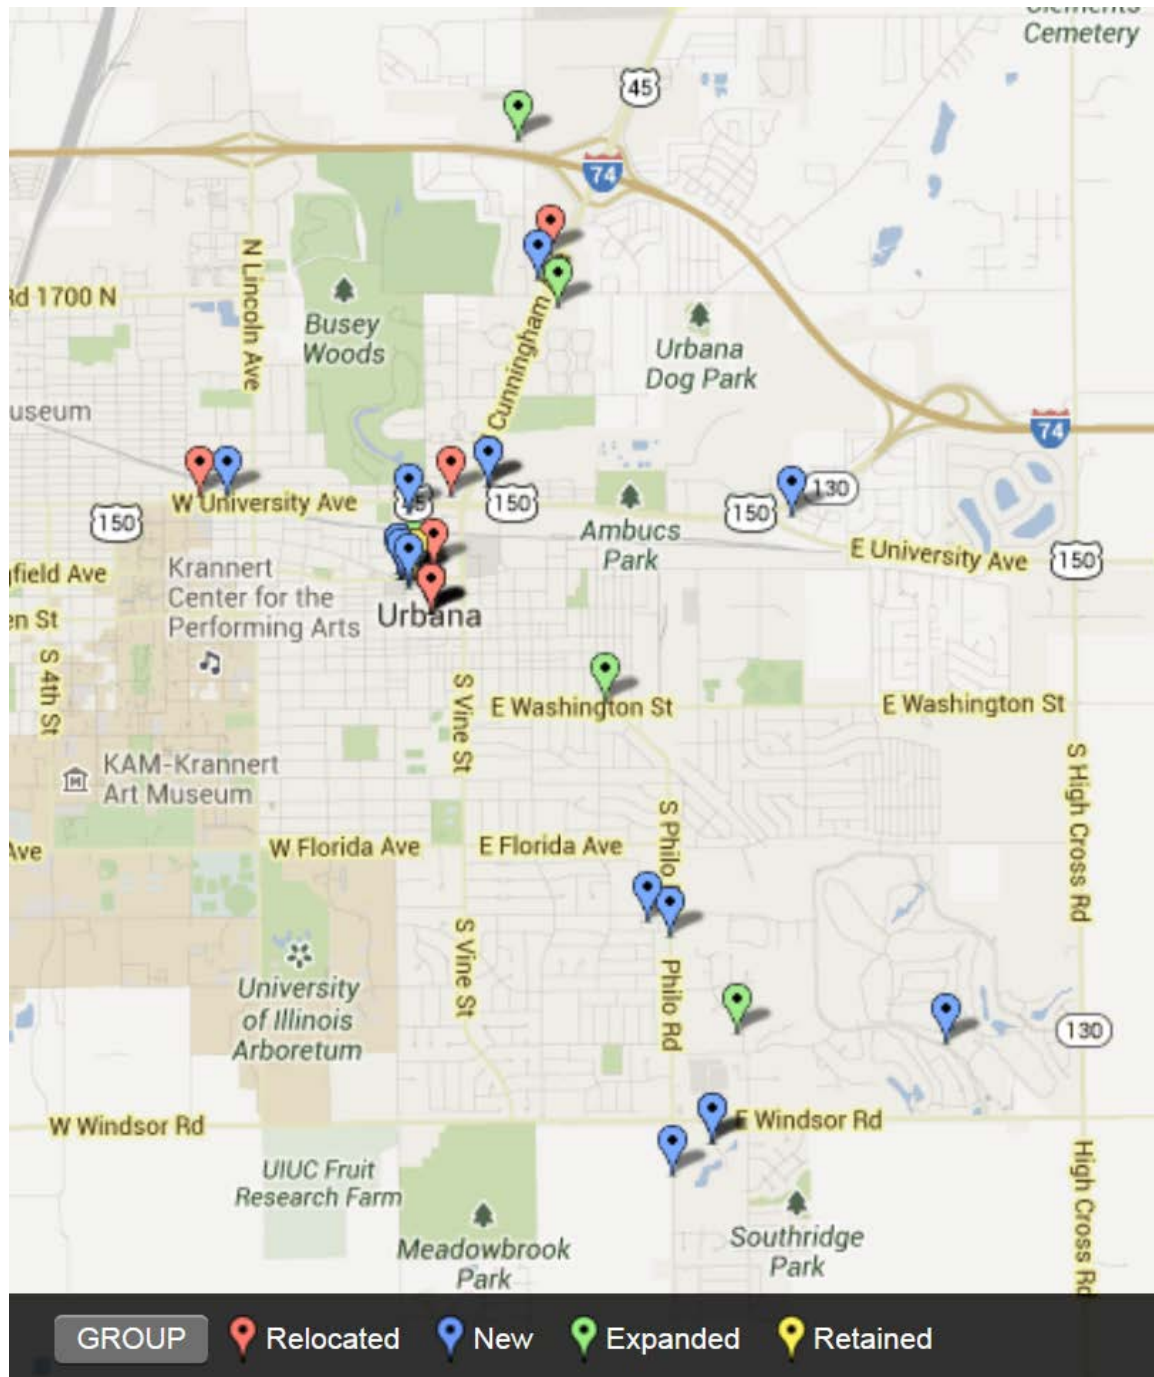 Cemetery
45
74
N Lincoln Ave
Rd 1700 N
Busey
Woods
Cunningham
Urbana
Dog Park
useum
74
W University Ave
150
150
150
130
Ambucs
Park
E University Ave
150
gfield Ave
Krannert
Center for the
Performing Arts
en St
Urbana
S 4th St
S Vine St
E Washington St
E Washington St
KAM-Krannert
Art Museum
S High Cross Rd
S Philo
Ave
W Florida Ave
E Florida Ave
S Vine St
University
of Illinois
Arboretum
Philo Rd
130
W Windsor Rd
E Windsor Rd
UIUC Fruit
Research Farm
High Cross Rd
Meadowbrook
Park
Southridge
Park
GROUP Relocated New Expanded Retained